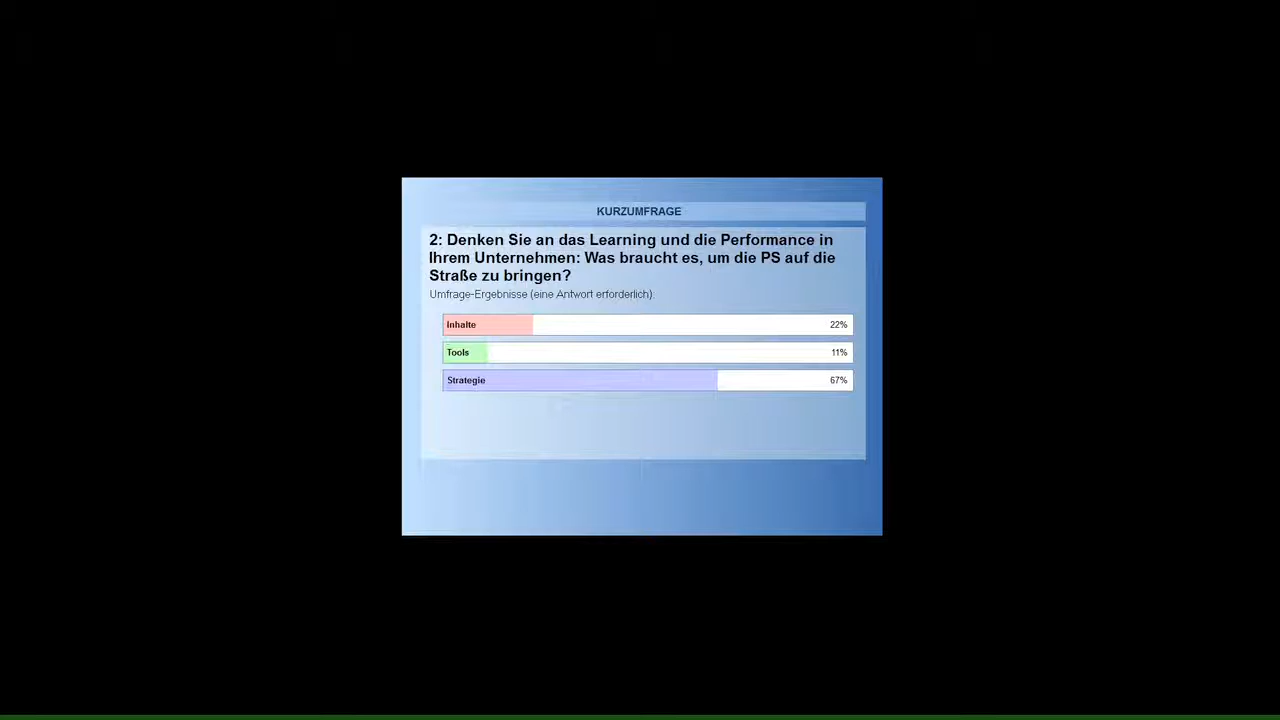 KURZUMFRAGE
2: Denken Sie an das Learning und die Performance in
Ihrem Unternehmen: Was braucht es, um die PS auf die
Straße zu bringen?
Umfrage-Ergebnisse (eine Antwort erforderlich):
Inhalte 22%
Tools 11%
Strategie 67%